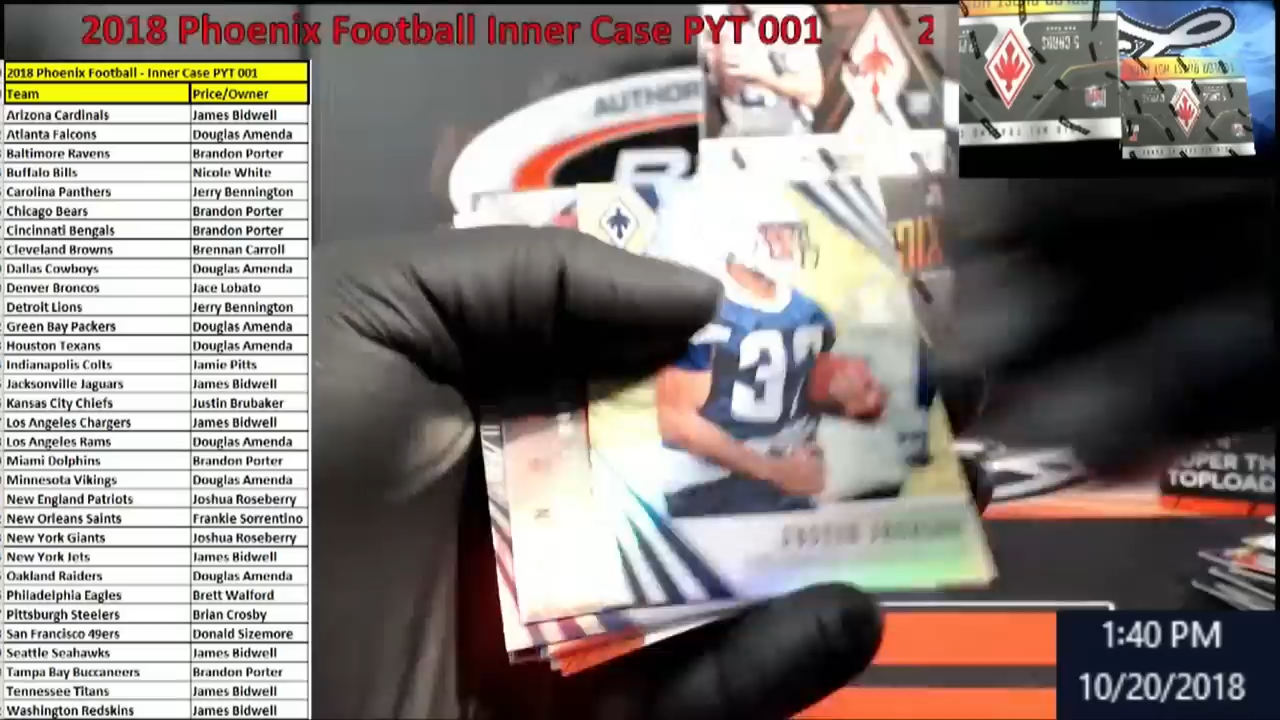 2018 Phoenix Football Inner Case PYT 001 2
2018 Phoenix Football - Inner Case PYT 001
Team Price/Owner
Arizona Cardinals James Bidwell
Atlanta Falcons Douglas Amenda
Baltimore Ravens Brandon Porter
Buffalo Bills Nicole White
Carolina Panthers Jerry Bennington
Chicago Bears Brandon Porter
Cincinnati Bengals Brandon Porter
Cleveland Browns Brennan Carroll
Dallas Cowboys Douglas Amenda
Denver Broncos Jace Lobato
Detroit Lions Jerry Bennington
Green Bay Packers Douglas Amenda
Houston Texans Douglas Amenda
Indianapolis Colts Jamie Pitts
Jacksonville Jaguars James Bidwell
Kansas City Chiefs Justin Brubaker
Los Angeles Chargers James Bidwell
Los Angeles Rams Douglas Amenda
Miami Dolphins Brandon Porter
Minnesota Vikings Douglas Amenda
New England Patriots Joshua Roseberry
New Orleans Saints Frankie Sorrentino
New York Giants Joshua Roseberry
New York Jets James Bidwell
Oakland Raiders Douglas Amenda
Philadelphia Eagles Brett Walford
Pittsburgh Steelers Brian Crosby
San Francisco 49ers Donald Sizemore
Seattle Seahawks James Bidwell
Tampa Bay Buccaneers Brandon Porter
Tennessee Titans James Bidwell
Washington Redskins James Bidwell
AUTHOR
5 CARDS
37
UPER TH
TOPLOAD
1:40 PM
10/20/2018